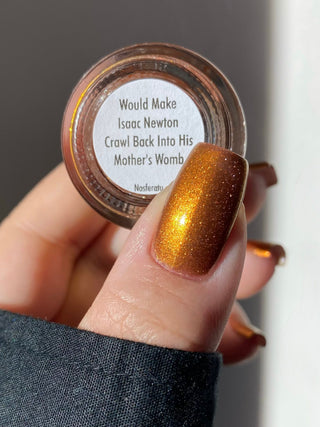 Would Make
Isaac Newton
Crawl Back Into His
Mother's Womb
Nosferatu